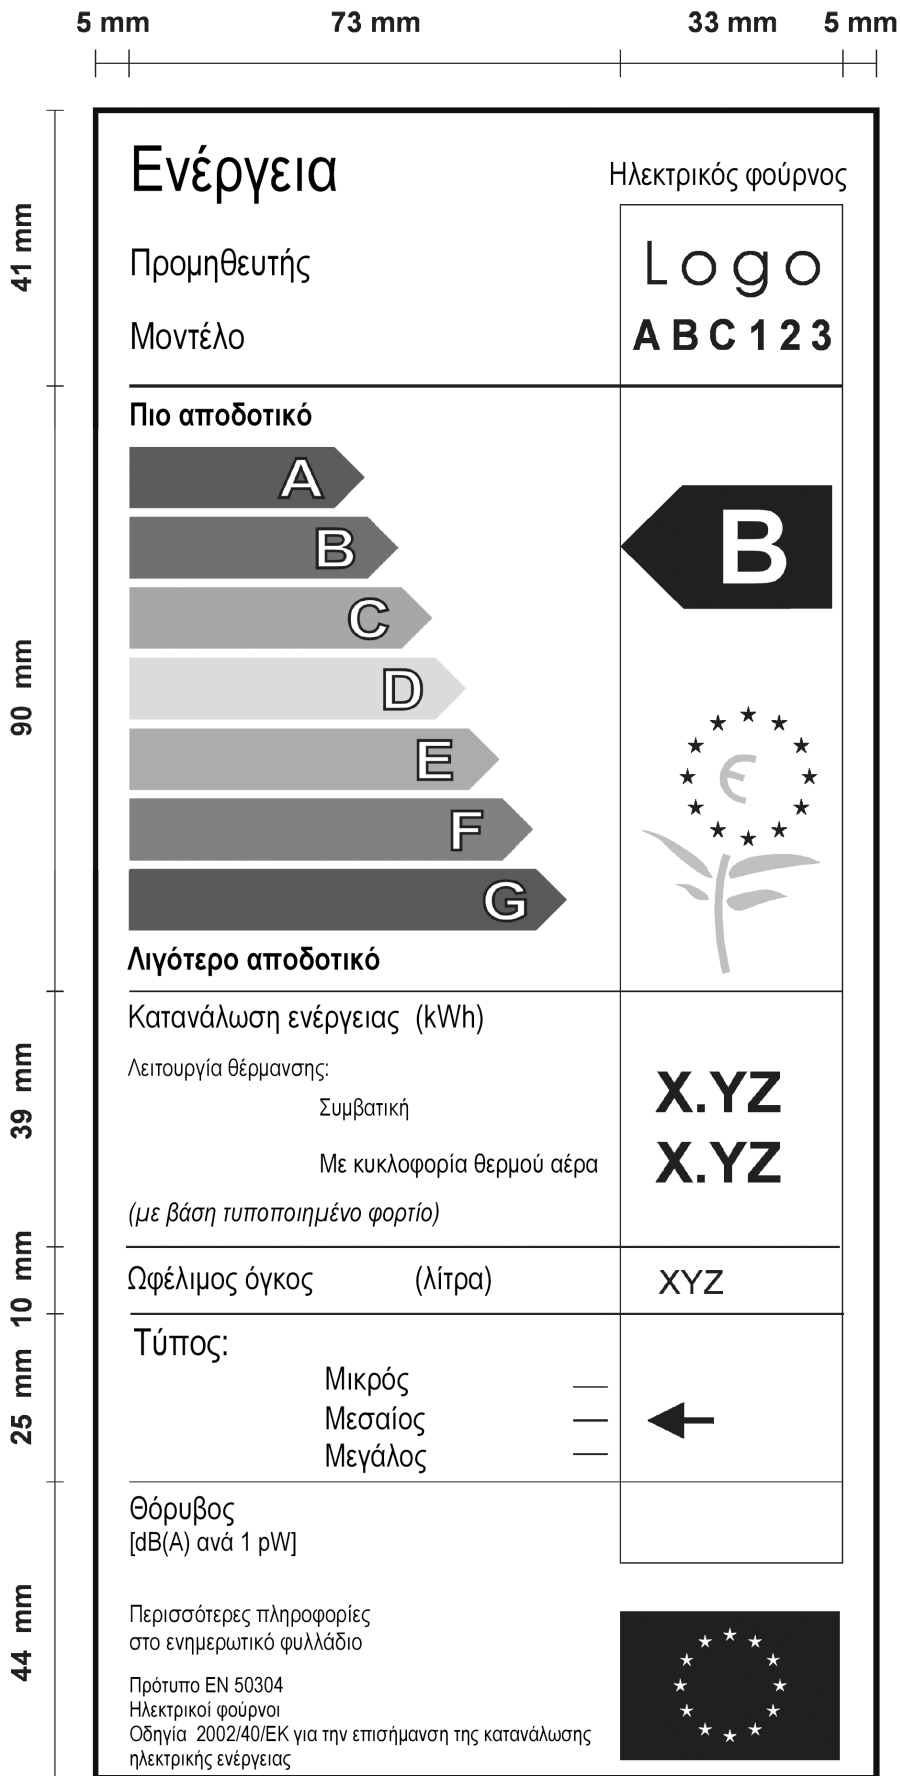 5 mm 73 mm 33 mm 5 mm
41 mm
90 mm
39 mm
10 mm
25 mm
44 mm
Ενέργεια
Ηλεκτρικός φούρνος
Προμηθευτής
Logo
Μοντέλο
ABC123
Πιο αποδοτικό
A
B
B
C
D
E
F
G
Λιγότερο αποδοτικό
Κατανάλωση ενέργειας (kWh)
Λειτουργία θέρμανσης:
Συμβατική X.YZ
Με κυκλοφορία θερμού αέρα X.YZ
(με βάση τυποποιημένο φορτίο)
Ωφέλιμος όγκος (λίτρα) XYZ
Τύπος:
Μικρός
Μεσαίος
Μεγάλος
Θόρυβος
[dB(A) ανά 1 pW]
Περισσότερες πληροφορίες
στο ενημερωτικό φυλλάδιο
Πρότυπο EN 50304
Ηλεκτρικοί φούρνοι
Οδηγία 2002/40/ΕΚ για την επισήμανση της κατανάλωσης
ηλεκτρικής ενέργειας